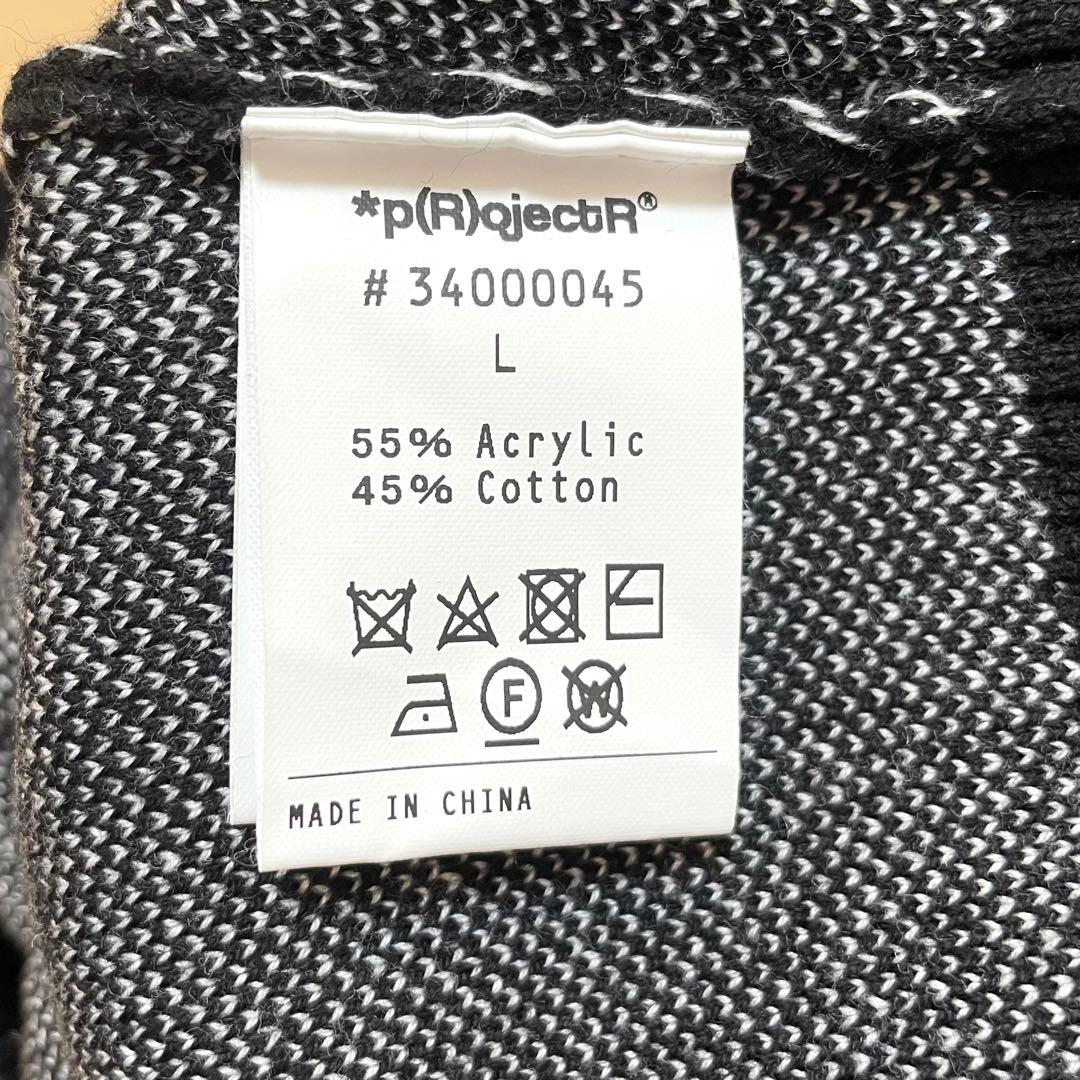 *p(R)ojectR®
# 34000045
L
55% Acrylic
45% Cotton
F W
MADE IN CHINA